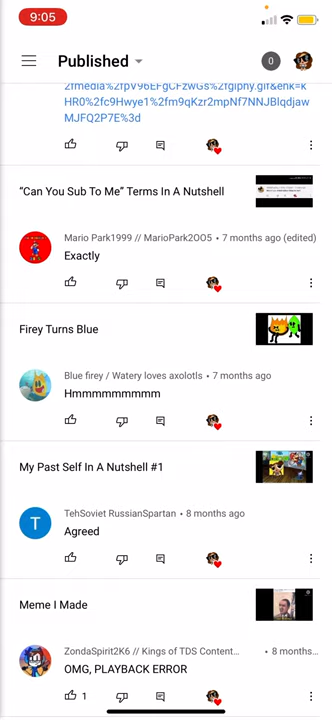 9:05
Published
0
2fmedia%2fpV96EFgCFzwGs%2fgiphy.gif&enk=k
HR0%2fc9Hwye1%2fm9qKzr2mpNf7NNJBlqdjaw
MJFQ2P7E%3d
“Can You Sub To Me” Terms In A Nutshell
Mario Park1999 // MarioPark2OO5 • 7 months ago (edited)
Exactly
Firey Turns Blue
Blue firey / Watery loves axolotls • 7 months ago
Hmmmmmmmmm
My Past Self In A Nutshell #1
T
TehSoviet RussianSpartan • 8 months ago
Agreed
Meme I Made
ZondaSpirit2K6 // Kings of TDS Content... • 8 months...
OMG, PLAYBACK ERROR
1